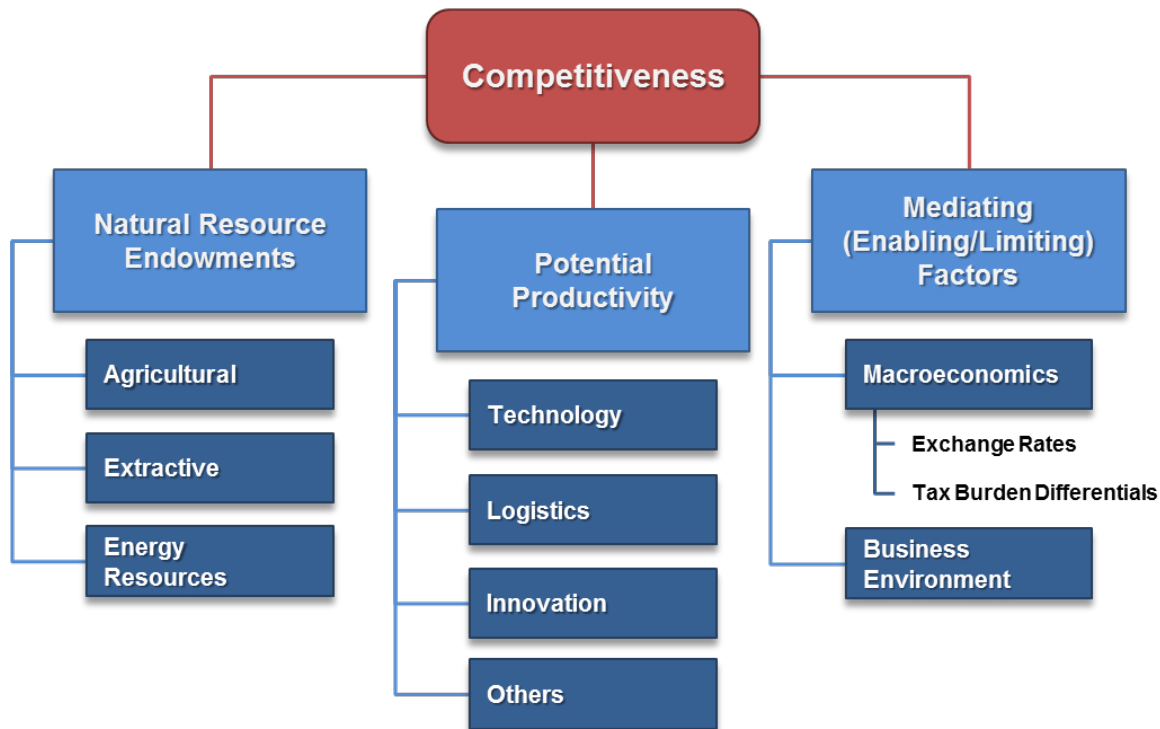 Competitiveness
Natural Resource
Endowments
Agricultural
Extractive
Energy
Resources
Potential
Productivity
Technology
Logistics
Innovation
Others
Mediating
(Enabling/Limiting)
Factors
Macroeconomics
Exchange Rates
Tax Burden Differentials
Business
Environment